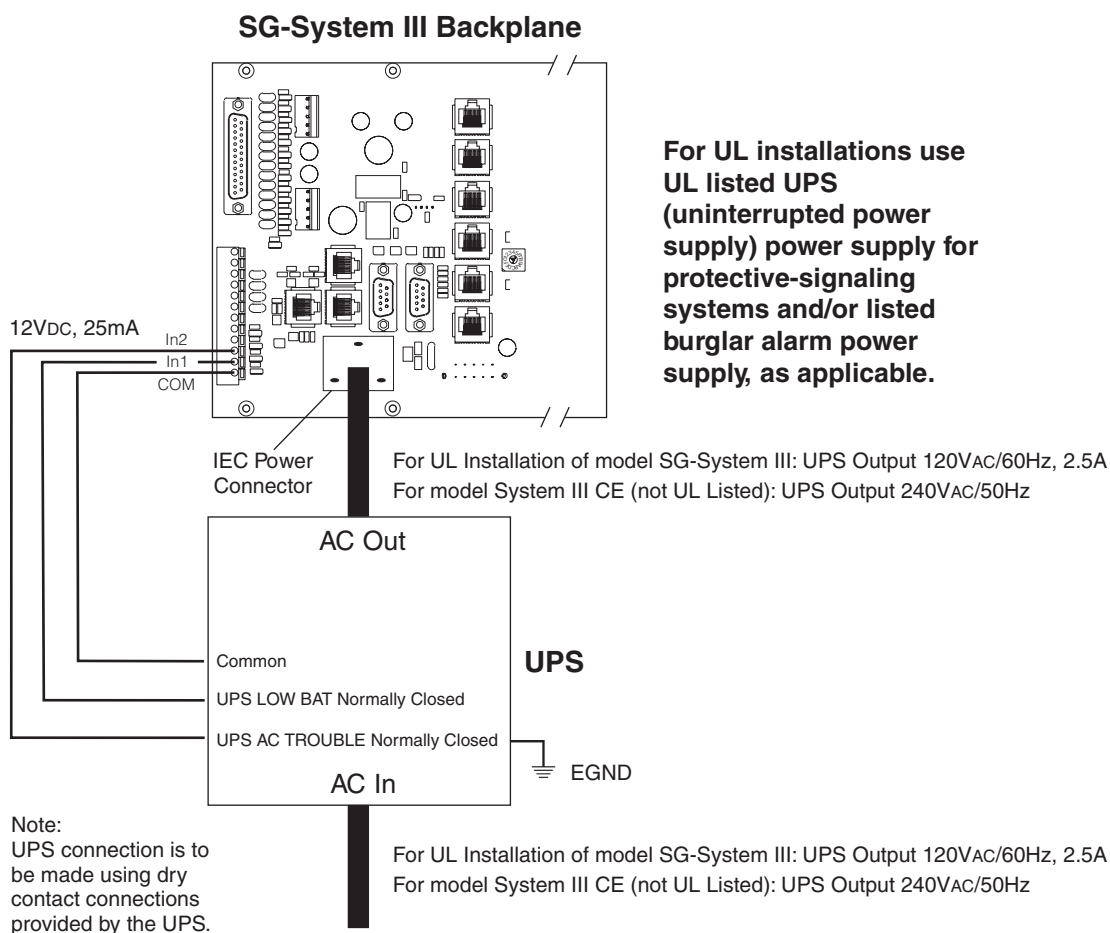 SG-System III Backplane
For UL installations use
UL listed UPS
(uninterrupted power
supply) power supply for
protective-signaling
systems and/or listed
burglar alarm power
supply, as applicable.
12VDC, 25mA
In2
In1
COM
IEC Power
Connector
For UL Installation of model SG-System III: UPS Output 120VAC/60Hz, 2.5A
For model System III CE (not UL Listed): UPS Output 240VAC/50Hz
AC Out
UPS
Common
UPS LOW BAT Normally Closed
UPS AC TROUBLE Normally Closed
EGND
AC In
Note:
UPS connection is to
be made using dry
contact connections
provided by the UPS.
For UL Installation of model SG-System III: UPS Output 120VAC/60Hz, 2.5A
For model System III CE (not UL Listed): UPS Output 240VAC/50Hz